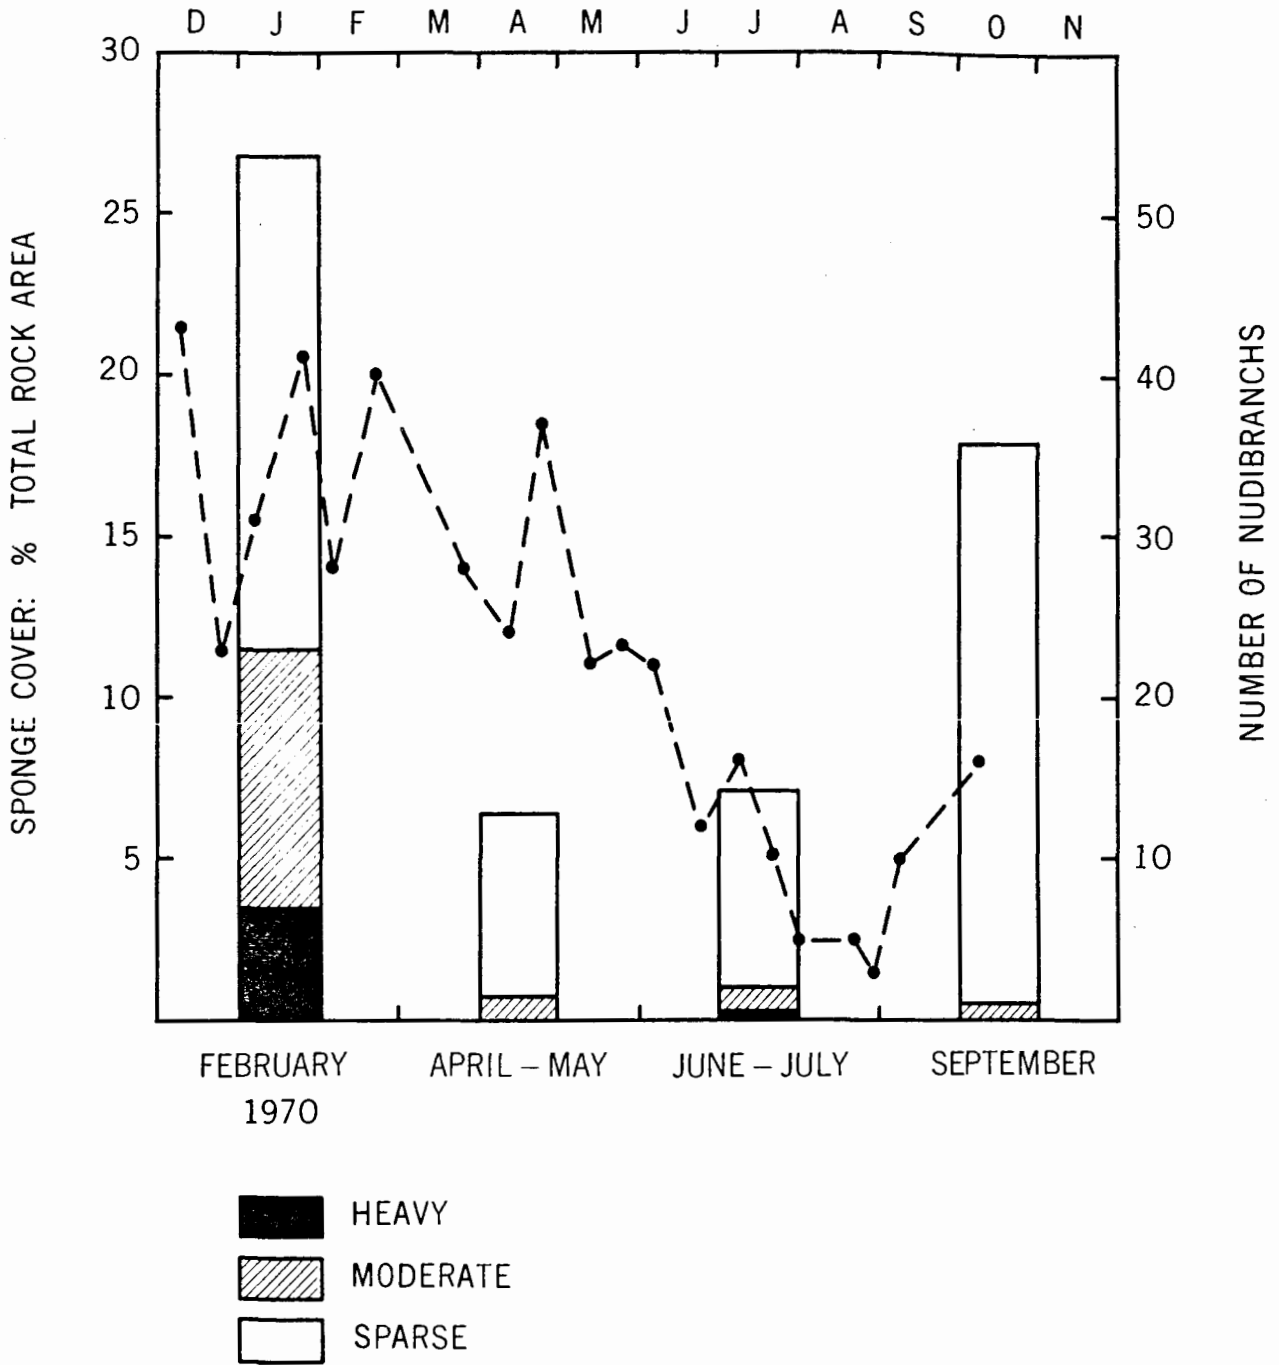 D J F M A M J J A S O N
30
25
20
15
10
5
SPONGE COVER: % TOTAL ROCK AREA
50
40
30
20
10
NUMBER OF NUDIBRANCHS
FEBRUARY APRIL – MAY JUNE – JULY SEPTEMBER
1970
HEAVY
MODERATE
SPARSE